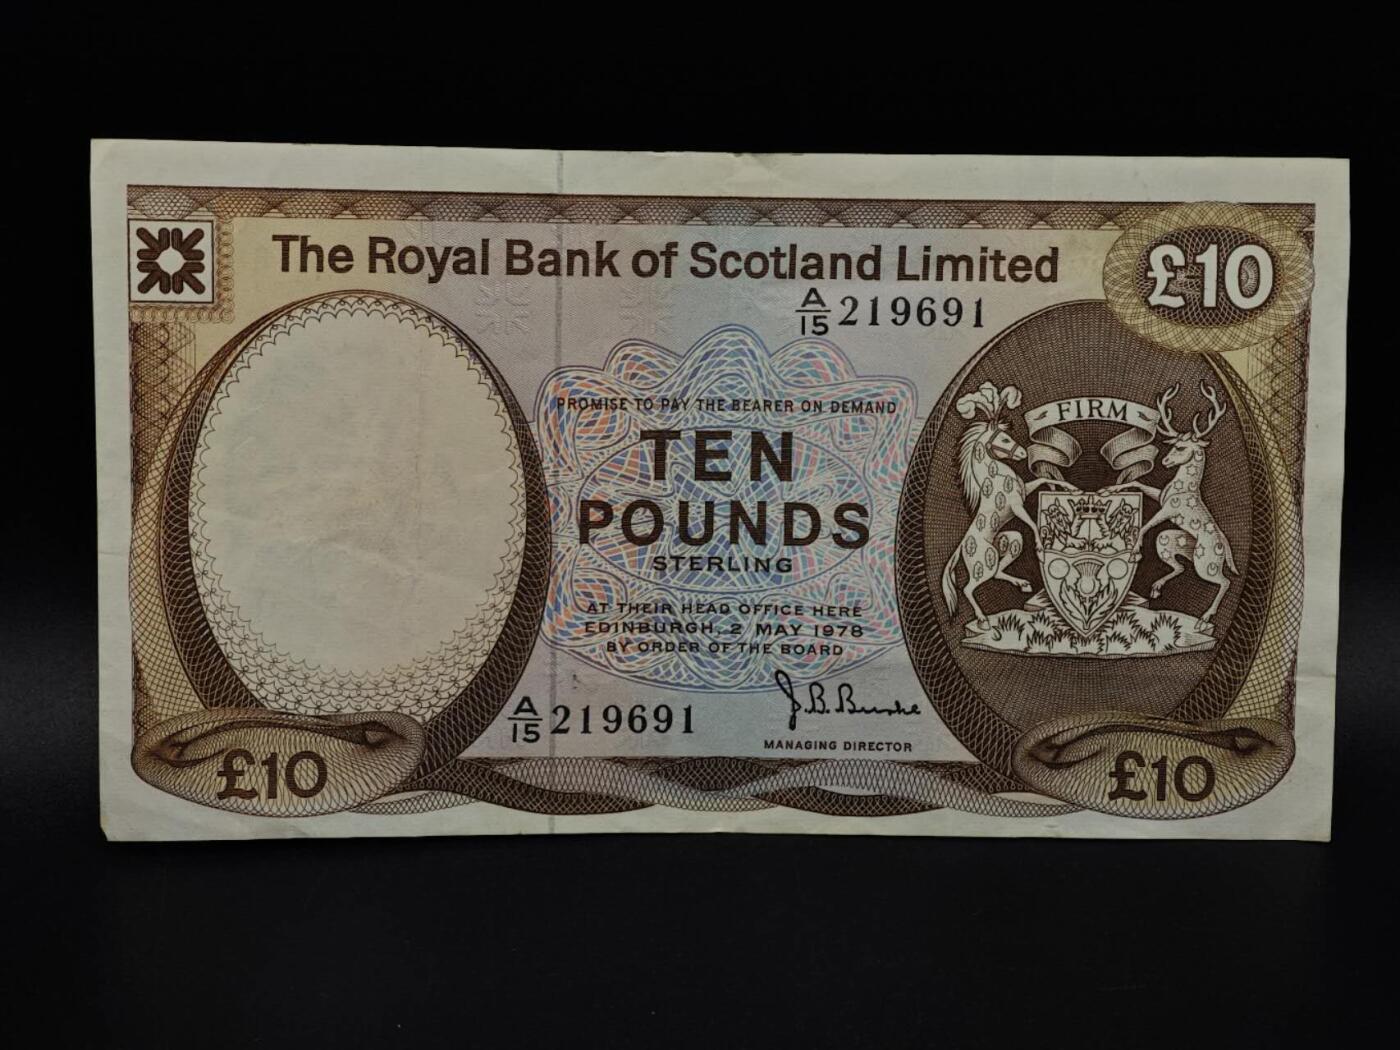 The Royal Bank of Scotland Limited
£10
A/15 219691
FIRM
PROMISE TO PAY THE BEARER ON DEMAND
TEN
POUNDS
STERLING
AT THEIR HEAD OFFICE HERE
EDINBURGH, 2 MAY 1978
BY ORDER OF THE BOARD
A/15 219691
J. B. Burke
MANAGING DIRECTOR
£10
£10